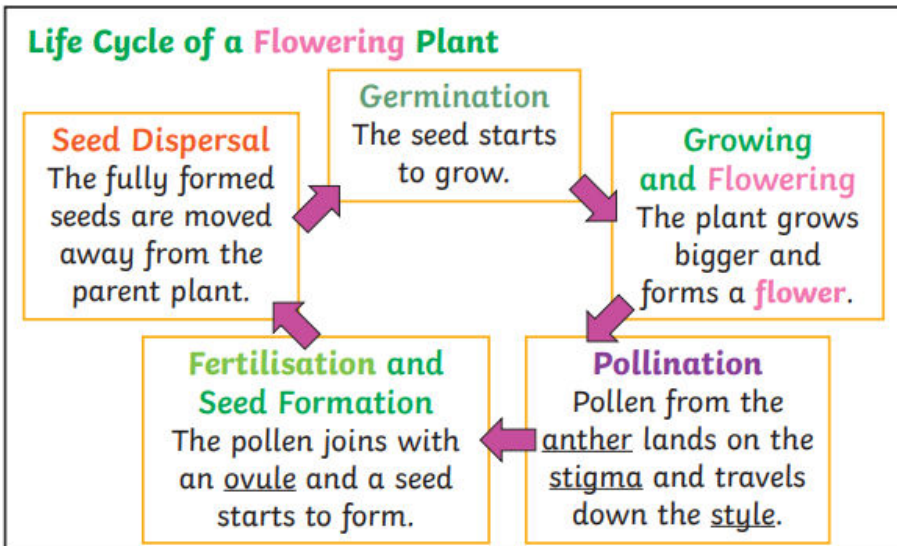 Life Cycle of a Flowering Plant
Germination
The seed starts
to grow.
Growing
and Flowering
The plant grows
bigger and
forms a flower.
Pollination
Pollen from the
anther lands on the
stigma and travels
down the style.
Fertilisation and
Seed Formation
The pollen joins with
an ovule and a seed
starts to form.
Seed Dispersal
The fully formed
seeds are moved
away from the
parent plant.